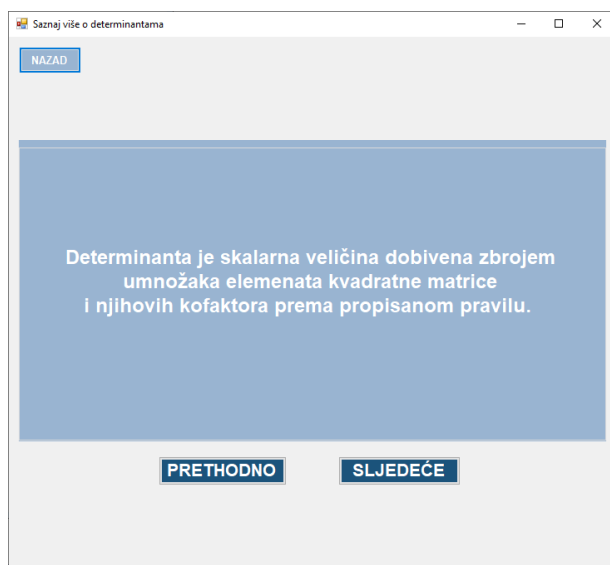 Saznaj više o determinantama
NAZAD
Determinanta je skalarna veličina dobivena zbrojem
umnožaka elemenata kvadratne matrice
i njihovih kofaktora prema propisanom pravilu.
PRETHODNO
SLJEDEĆE